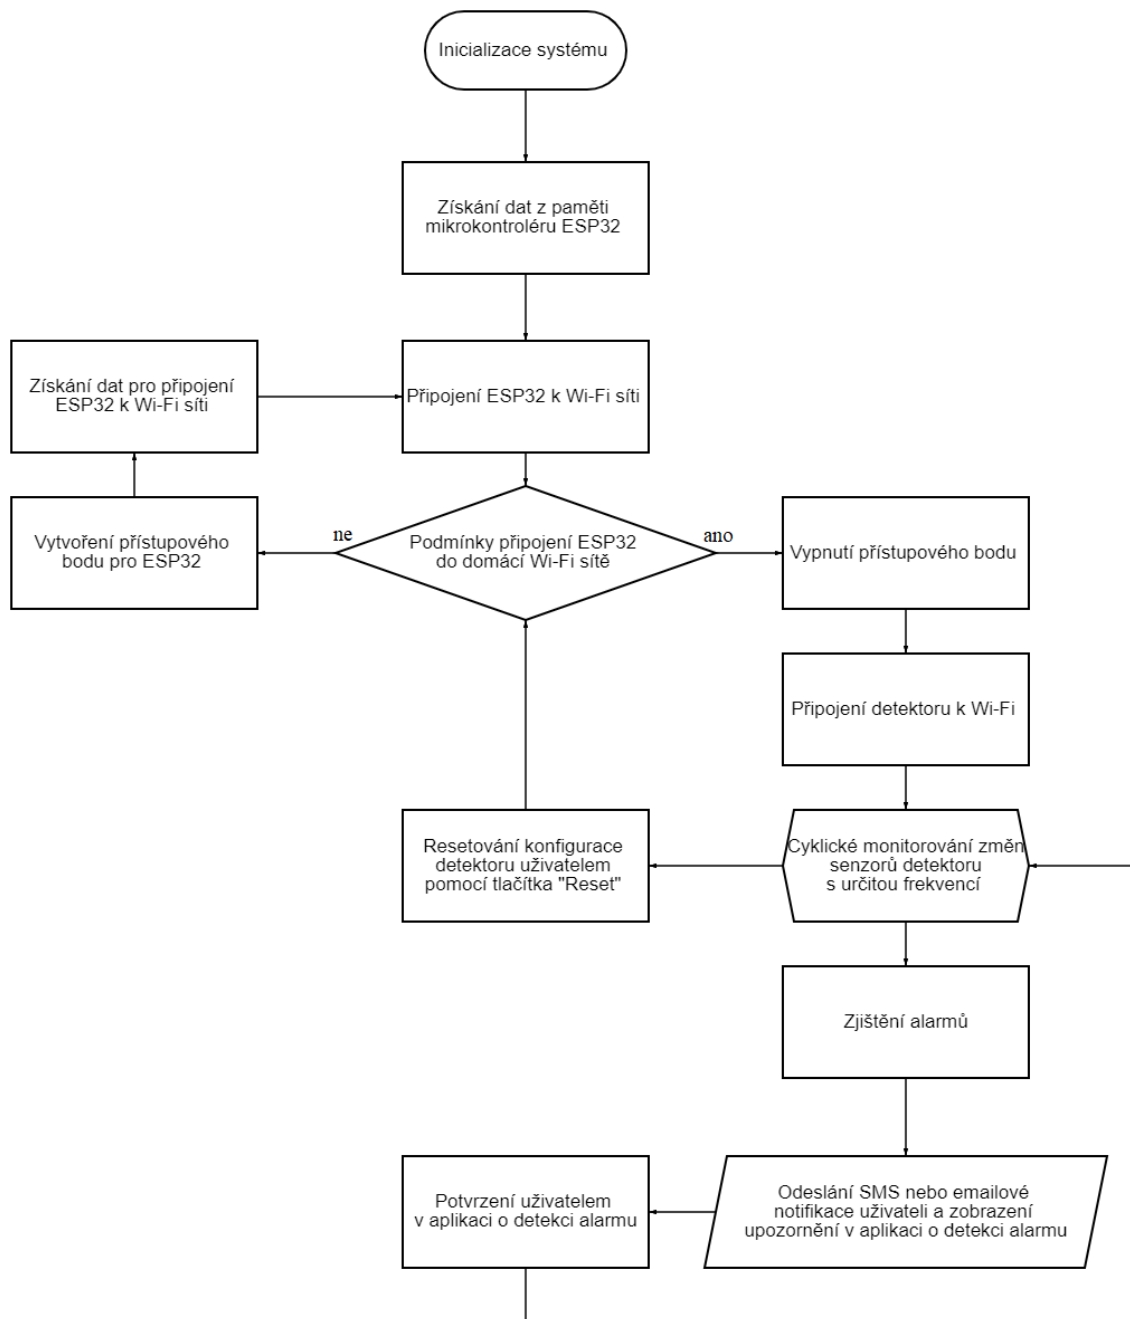 Inicializace systému
Získání dat z paměti
mikrokontroléru ESP32
Získání dat pro připojení
ESP32 k Wi-Fi síti
Připojení ESP32 k Wi-Fi síti
Vytvoření přístupového
bodu pro ESP32
ne
Podmínky připojení ESP32
do domácí Wi-Fi sítě
ano
Vypnutí přístupového bodu
Připojení detektoru k Wi-Fi
Resetování konfigurace
detektoru uživatelem
pomocí tlačítka "Reset"
Cyklické monitorování změn
senzorů detektoru
s určitou frekvencí
Zjištění alarmů
Potvrzení uživatelem
v aplikaci o detekci alarmu
Odeslání SMS nebo emailové
notifikace uživateli a zobrazení
upozornění v aplikaci o detekci alarmu